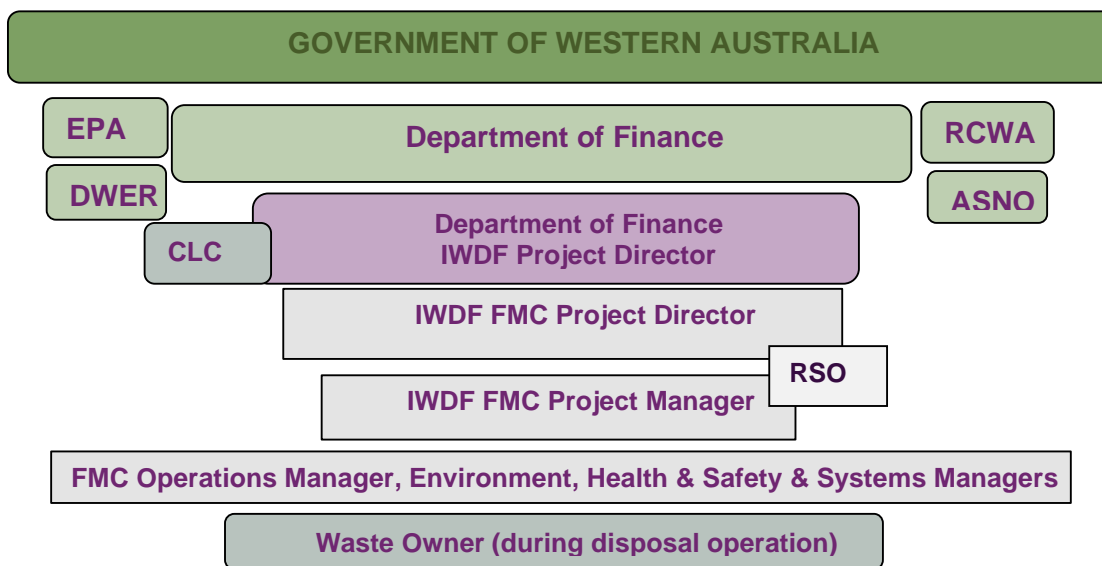 GOVERNMENT OF WESTERN AUSTRALIA
EPA
Department of Finance
RCWA
DWER
ASNO
CLC
Department of Finance
IWDF Project Director
IWDF FMC Project Director
RSO
IWDF FMC Project Manager
FMC Operations Manager, Environment, Health & Safety & Systems Managers
Waste Owner (during disposal operation)